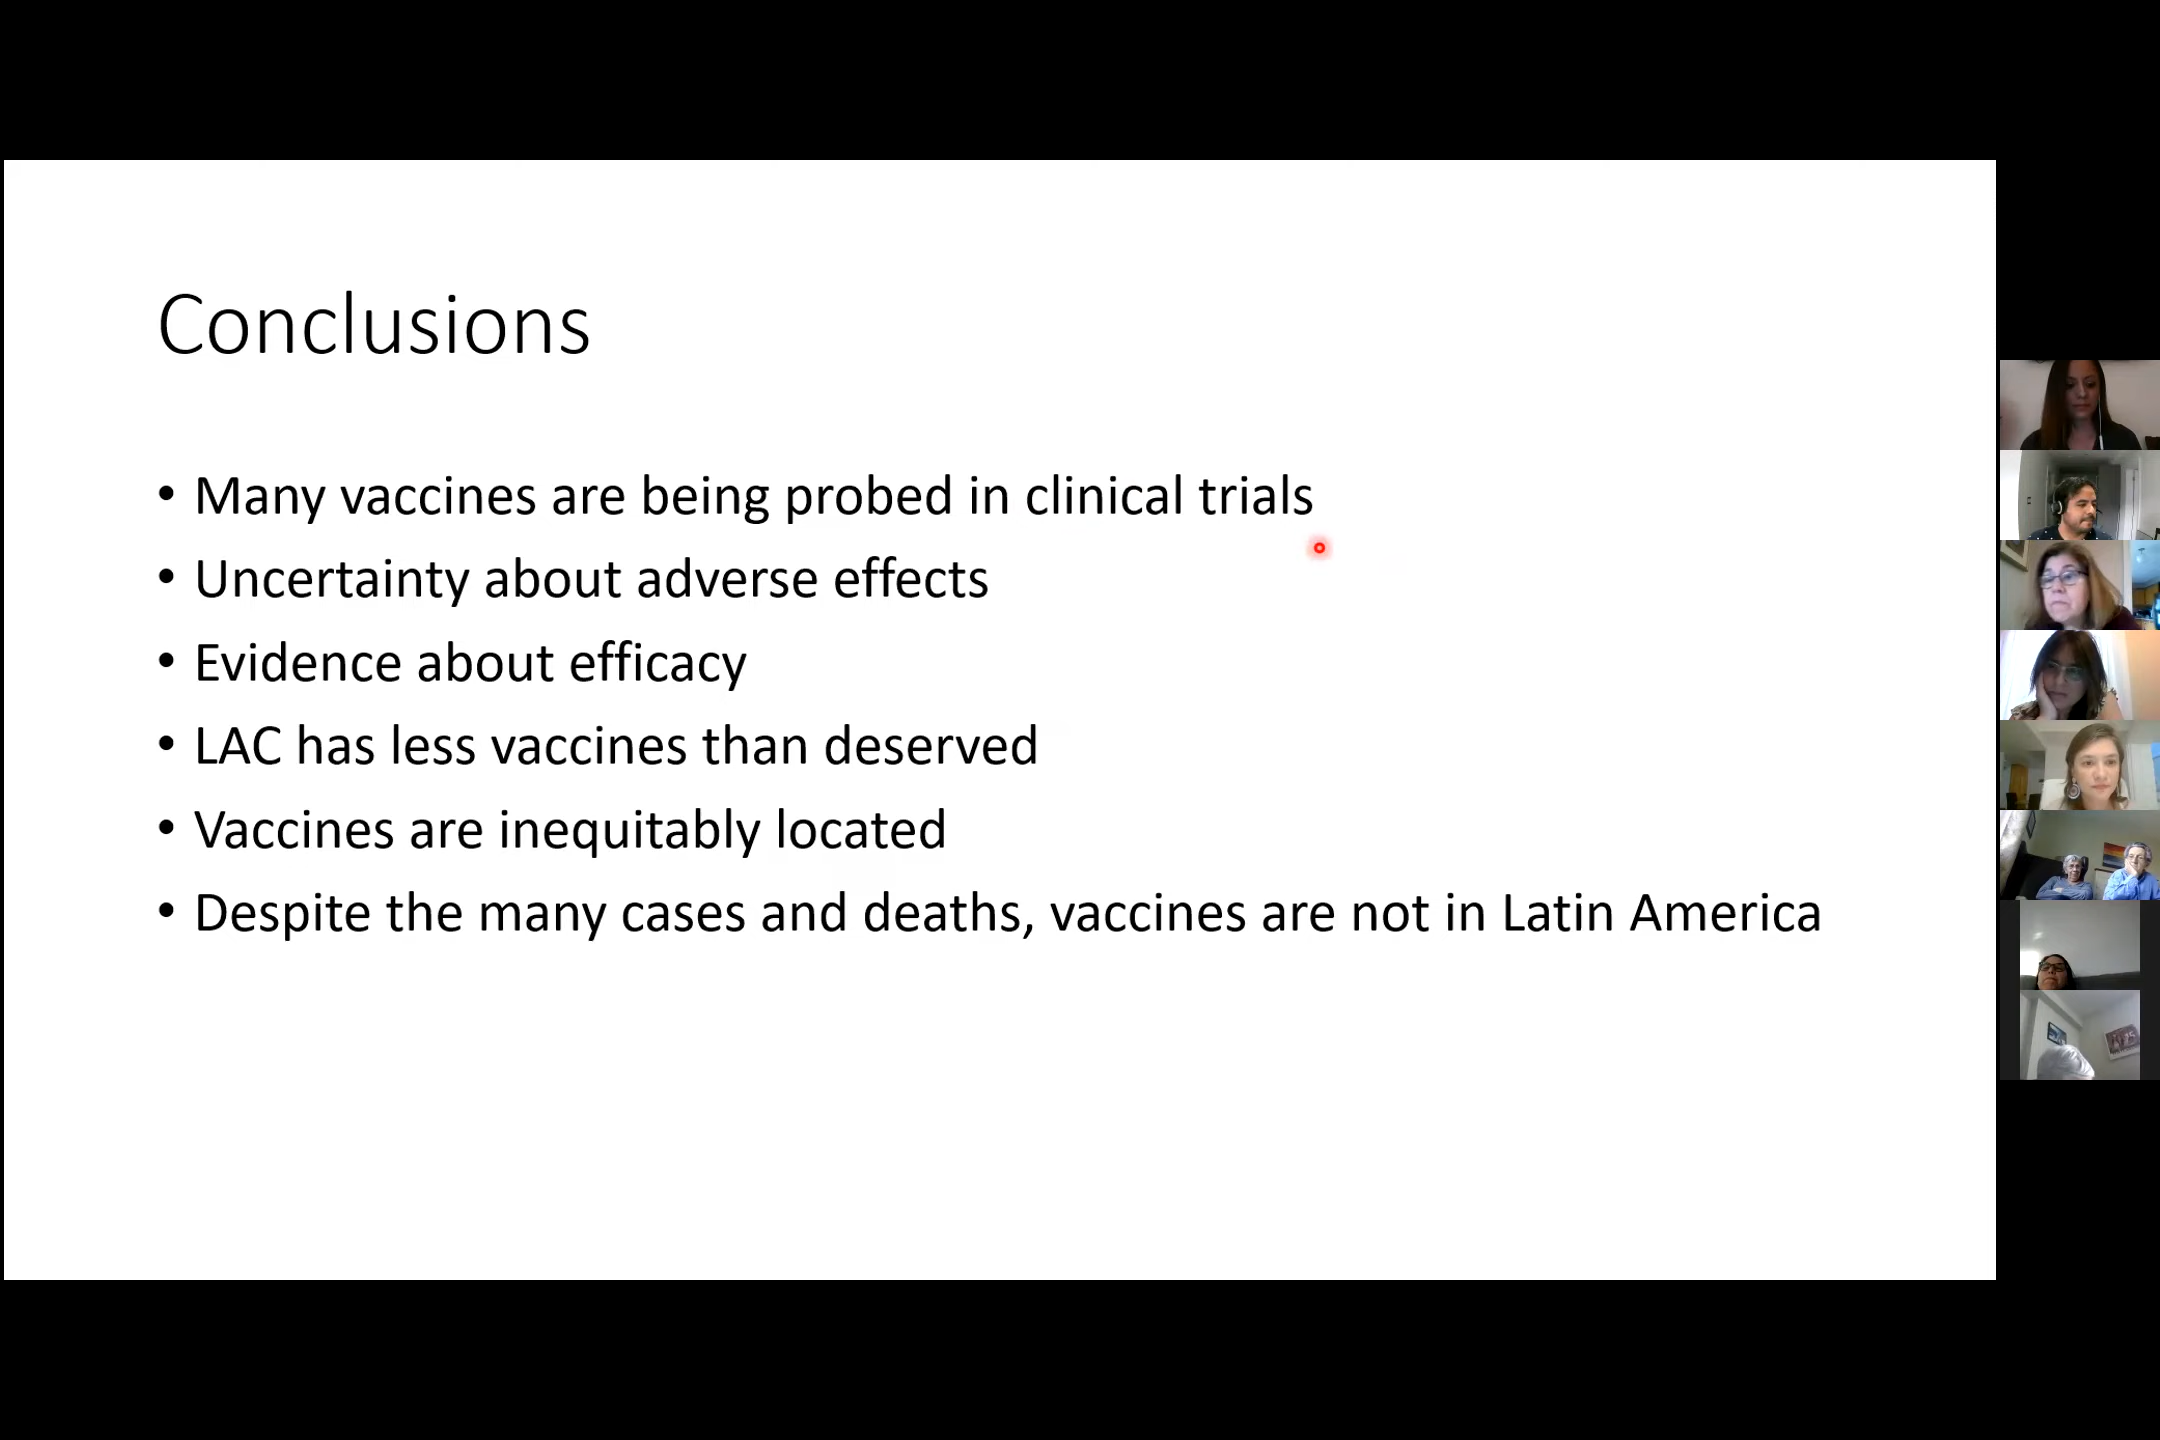 Conclusions
• Many vaccines are being probed in clinical trials
• Uncertainty about adverse effects
• Evidence about efficacy
• LAC has less vaccines than deserved
• Vaccines are inequitably located
• Despite the many cases and deaths, vaccines are not in Latin America